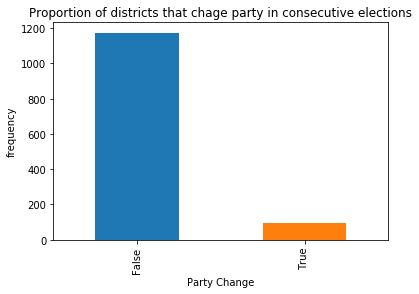 Proportion of districts that chage party in consecutive elections
1200
1000
800
600
400
200
0
frequency
False
True
Party Change